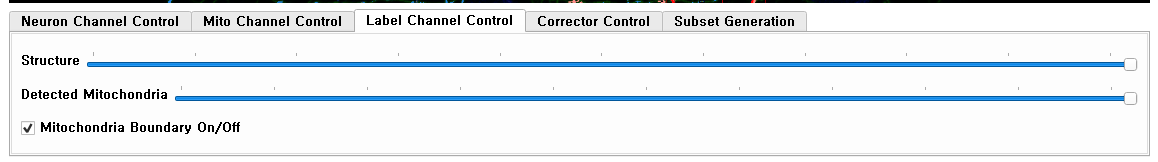 Neuron Channel Control Mito Channel Control Label Channel Control Corrector Control Subset Generation
Structure
Detected Mitochondria
Mitochondria Boundary On/Off